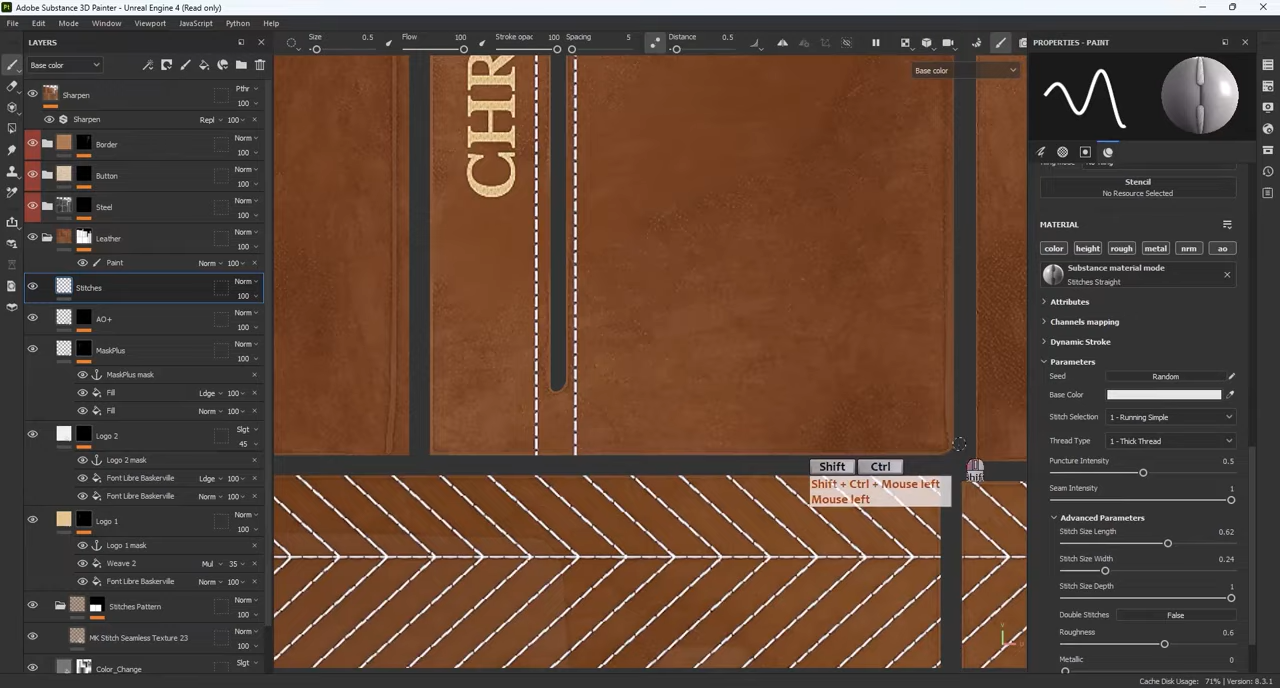 Adobe Substance 3D Painter - Unreal Engine 4 (Read only)
File Edit Mode Window Viewport JavaScript Python Help
LAYERS
Base color
Size 0.5 Flow 100 Stroke opac 100 Spacing 5 Distance 0.5
Base color
Sharpen Pthr 100
Sharpen Repl 100
Border Norm 100
Button Norm 100
Steel Norm 100
Leather Norm 100
Paint Norm 100
Stitches Norm 100
AO+ Norm 100
MaskPlus Norm 100
MaskPlus mask
Fill Ldge 100
Fill Norm 100
Logo 2 Slgt 45
Logo 2 mask
Font Libre Baskerville Ldge 100
Font Libre Baskerville Norm 100
Logo 1 Norm 100
Logo 1 mask
Weave 2 Mul 35
Font Libre Baskerville Norm 100
Stitches Pattern Norm 100
MK Stitch Seamless Texture 23 Norm 100
Color_Change Slgt
CHR
Shift Ctrl
Shift + Ctrl + Mouse left
Mouse left
Shift
PROPERTIES - PAINT
Stencil
No Resource Selected
MATERIAL
color height rough metal nrm ao
Substance material mode
Stitches Straight
Attributes
Channels mapping
Dynamic Stroke
Parameters
Seed Random
Base Color
Stitch Selection 1 - Running Simple
Thread Type 1 - Thick Thread
Puncture Intensity 0.5
Seam Intensity 1
Advanced Parameters
Stitch Size Length 0.62
Stitch Size Width 0.24
Stitch Size Depth 1
Double Stitches False
Roughness 0.6
Metallic 0
Cache Disk Usage: 71% | Version: 8.3.1